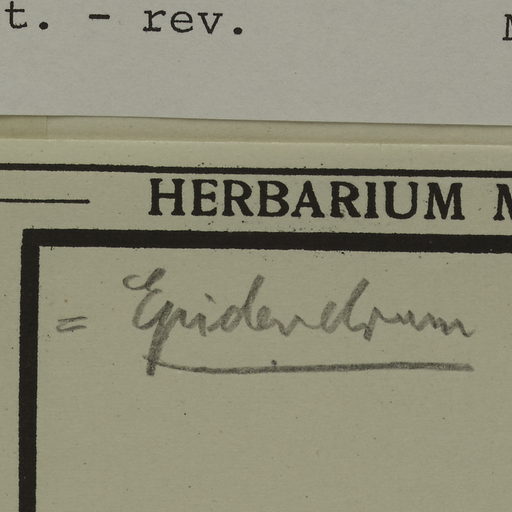 t. - rev.
HERBARIUM
= Epidendrum